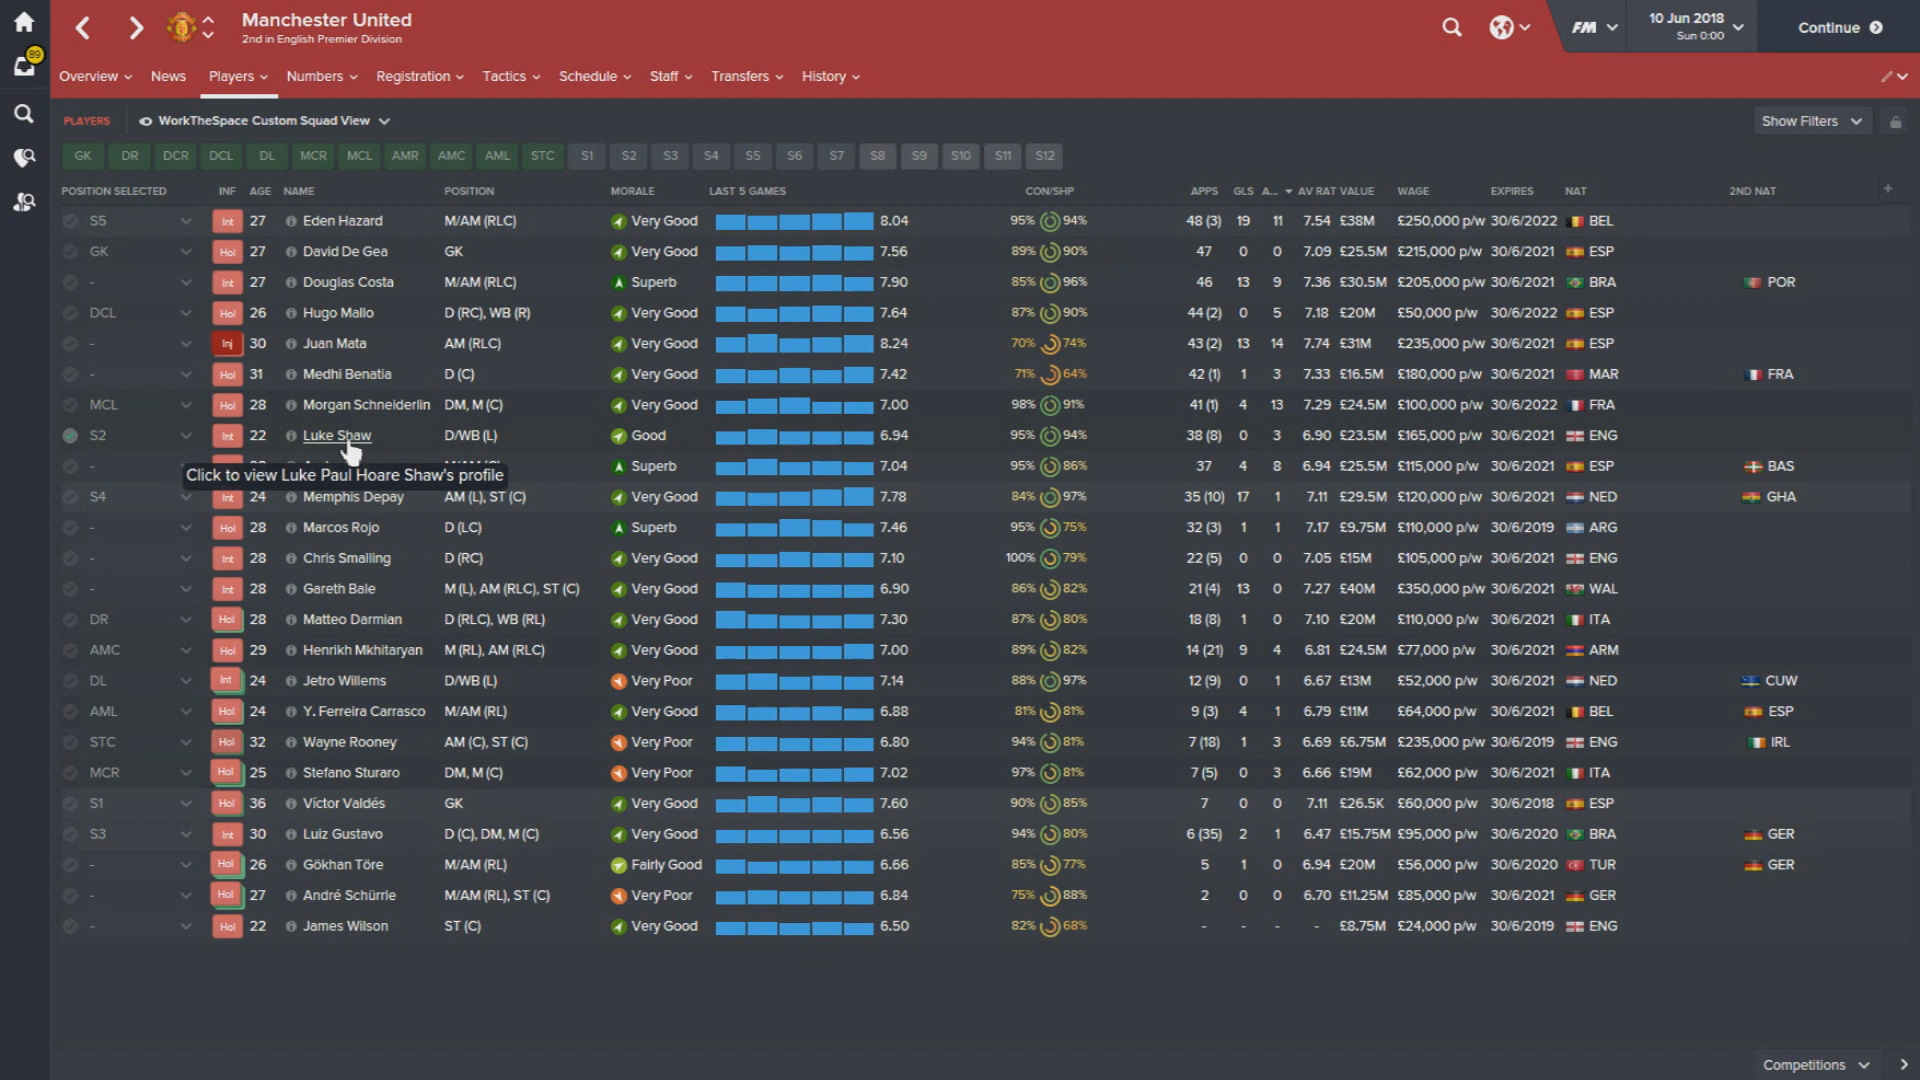 Manchester United
2nd in English Premier Division
FM
10 Jun 2018
Sun 0:00
Continue
89
Overview News Players Numbers Registration Tactics Schedule Staff Transfers History
PLAYERS WorkTheSpace Custom Squad View Show Filters
GK DR DCR DCL DL MCR MCL AMR AMC AML STC S1 S2 S3 S4 S5 S6 S7 S8 S9 S10 S11 S12
POSITION SELECTED INF AGE NAME POSITION MORALE LAST 5 GAMES CON/SHP APPS GLS A... AV RAT VALUE WAGE EXPIRES NAT 2ND NAT +
S5 Int 27 Eden Hazard M/AM (RLC) Very Good 8.04 95% 94% 48 (3) 19 11 7.54 £38M £250,000 p/w 30/6/2022 BEL
GK Hol 27 David De Gea GK Very Good 7.56 89% 90% 47 0 0 7.09 £25.5M £215,000 p/w 30/6/2021 ESP
- Int 27 Douglas Costa M/AM (RLC) Superb 7.90 85% 96% 46 13 9 7.36 £30.5M £205,000 p/w 30/6/2021 BRA POR
DCL Hol 26 Hugo Mallo D (RC), WB (R) Very Good 7.64 87% 90% 44 (2) 0 5 7.18 £20M £50,000 p/w 30/6/2022 ESP
- Inj 30 Juan Mata AM (RLC) Very Good 8.24 70% 74% 43 (2) 13 14 7.74 £31M £235,000 p/w 30/6/2021 ESP
- Hol 31 Medhi Benatia D (C) Very Good 7.42 71% 64% 42 (1) 1 3 7.33 £16.5M £180,000 p/w 30/6/2021 MAR FRA
MCL Hol 28 Morgan Schneiderlin DM, M (C) Very Good 7.00 98% 91% 41 (1) 4 13 7.29 £24.5M £100,000 p/w 30/6/2022 FRA
S2 Int 22 Luke Shaw D/WB (L) Good 6.94 95% 94% 38 (8) 0 3 6.90 £23.5M £165,000 p/w 30/6/2021 ENG
- Superb 7.04 95% 86% 37 4 8 6.94 £25.5M £115,000 p/w 30/6/2021 ESP BAS
Click to view Luke Paul Hoare Shaw's profile
S4 Int 24 Memphis Depay AM (L), ST (C) Very Good 7.78 84% 97% 35 (10) 17 1 7.11 £29.5M £120,000 p/w 30/6/2021 NED GHA
- Hol 28 Marcos Rojo D (LC) Superb 7.46 95% 75% 32 (3) 1 1 7.17 £9.75M £110,000 p/w 30/6/2019 ARG
- Int 28 Chris Smalling D (RC) Very Good 7.10 100% 79% 22 (5) 0 0 7.05 £15M £105,000 p/w 30/6/2021 ENG
- Int 28 Gareth Bale M (L), AM (RLC), ST (C) Very Good 6.90 86% 82% 21 (4) 13 0 7.27 £40M £350,000 p/w 30/6/2021 WAL
DR Hol 28 Matteo Darmian D (RLC), WB (RL) Very Good 7.30 87% 80% 18 (8) 1 0 7.10 £20M £110,000 p/w 30/6/2021 ITA
AMC Hol 29 Henrikh Mkhitaryan M (RL), AM (RLC) Very Good 7.00 89% 82% 14 (21) 9 4 6.81 £24.5M £77,000 p/w 30/6/2021 ARM
DL Int 24 Jetro Willems D/WB (L) Very Poor 7.14 88% 97% 12 (9) 0 1 6.67 £13M £52,000 p/w 30/6/2021 NED CUW
AML Hol 24 Y. Ferreira Carrasco M/AM (RL) Very Good 6.88 81% 81% 9 (3) 4 1 6.79 £11M £64,000 p/w 30/6/2021 BEL ESP
STC Hol 32 Wayne Rooney AM (C), ST (C) Very Poor 6.80 94% 81% 7 (18) 1 3 6.69 £6.75M £235,000 p/w 30/6/2019 ENG IRL
MCR Hol 25 Stefano Sturaro DM, M (C) Very Poor 7.02 97% 81% 7 (5) 0 3 6.66 £19M £62,000 p/w 30/6/2021 ITA
S1 Hol 36 Víctor Valdés GK Very Good 7.60 90% 85% 7 0 0 7.11 £26.5K £60,000 p/w 30/6/2018 ESP
S3 Int 30 Luiz Gustavo D (C), DM, M (C) Very Good 6.56 94% 80% 6 (35) 2 1 6.47 £15.75M £95,000 p/w 30/6/2020 BRA GER
- Hol 26 Gökhan Töre M/AM (RL) Fairly Good 6.66 85% 77% 5 1 0 6.94 £20M £56,000 p/w 30/6/2020 TUR GER
- Hol 27 André Schürrle M/AM (RL), ST (C) Very Poor 6.84 75% 88% 2 0 0 6.70 £11.25M £85,000 p/w 30/6/2021 GER
- Hol 22 James Wilson ST (C) Very Good 6.50 82% 68% - - - - £8.75M £24,000 p/w 30/6/2019 ENG
Competitions